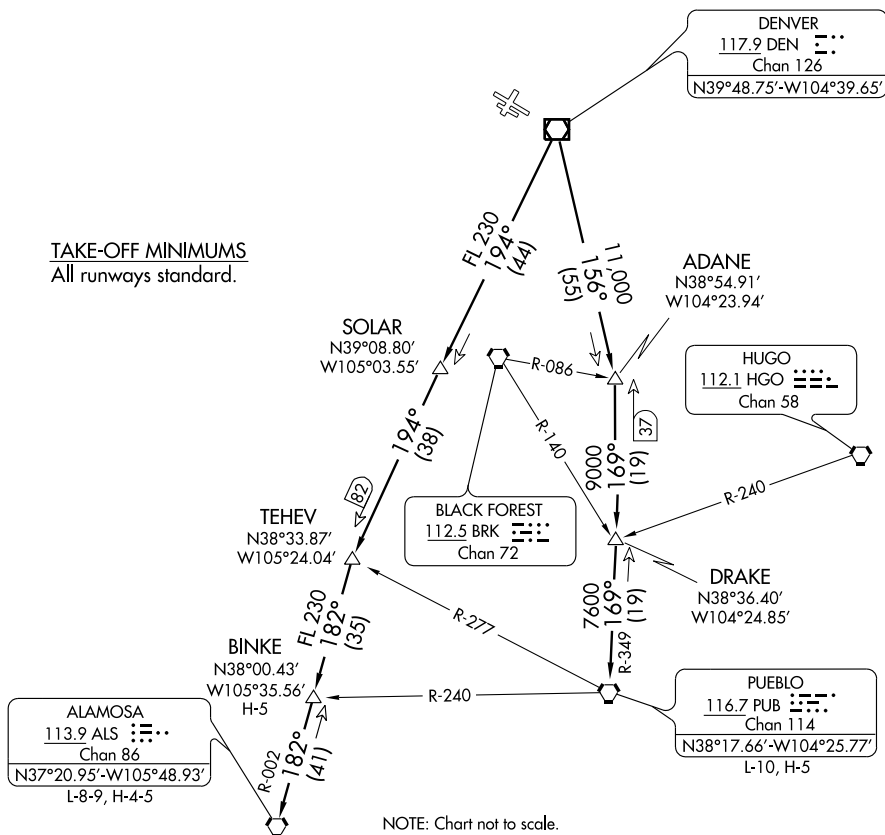 DENVER
117.9 DEN
Chan 126
N39°48.75’-W104°39.65’
TAKE-OFF MINIMUMS
All runways standard.
FL 230
194°
(44)
11,000
156°
(55)
ADANE
N38°54.91’
W104°23.94’
SOLAR
N39°08.80’
W105°03.55’
R-086
HUGO
112.1 HGO
Chan 58
37
194°
(38)
R-140
9000
169°
(19)
R-240
82
BLACK FOREST
112.5 BRK
Chan 72
TEHEV
N38°33.87’
W105°24.04’
DRAKE
N38°36.40’
W104°24.85’
FL 230
182°
(35)
R-277
7600
169°
(19)
R-349
BINKE
N38°00.43’
W105°35.56’
H-5
R-240
PUEBLO
116.7 PUB
Chan 114
N38°17.66’-W104°25.77’
L-10, H-5
ALAMOSA
113.9 ALS
Chan 86
N37°20.95’-W105°48.93’
L-8-9, H-4-5
R-002
182°
(41)
NOTE: Chart not to scale.